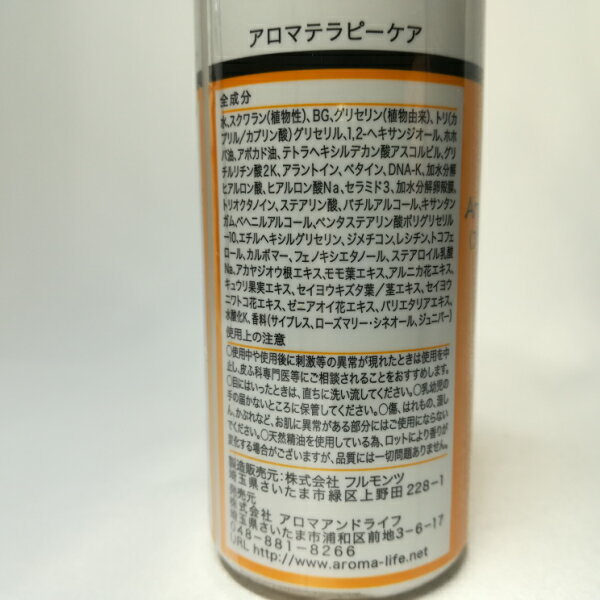 アロマテラピーケア
全成分
水、スクワラン(植物性)、BG、グリセリン(植物由来)、トリ(カ
プリル/カプリン酸)グリセリル、1,2-ヘキサンジオール、ホホ
バ油、アボカド油、テトラヘキシルデカン酸アスコルビル、グリ
チルリチン酸2K、アラントイン、ベタイン、DNA-K、加水分解
ヒアルロン酸、ヒアルロン酸Na、セラミド3、加水分解卵殻膜、
トリオクタノイン、ステアリン酸、バチルアルコール、キサンタン
ガム、ベヘニルアルコール、ペンタステアリン酸ポリグリセリル
-10、エチルヘキシルグリセリン、ジメチコン、レシチン、トコフェ
ロール、カルボマー、フェノキシエタノール、ステアロイル乳酸
Na、アカヤジオウ根エキス、モモ葉エキス、アルニカ花エキス、
キュウリ果実エキス、セイヨウキズタ葉/茎エキス、セイヨウ
ニワトコ花エキス、ゼニアオイ花エキス、パリエタリアエキス、
水酸化K、香料(サイプレス、ローズマリー・シネオール、ジュニパー)
使用上の注意
○使用中や使用後に刺激等の異常が現れたときは使用を中
止し、皮ふ科専門医等にご相談されることをおすすめします。
○目にはいったときは、直ちに洗い流してください。○乳幼児の
手の届かないところに保管してください。○傷、はれもの、湿し
ん、かぶれなど、お肌に異常がある部分にはご使用にならない
でください。○天然精油を使用している為、ロットにより香りが
変化する場合がございますが、品質には一切問題ありません。
製造販売元:株式会社 フルモンツ
埼玉県さいたま市緑区上野田 228-1
発売元
株式会社 アロマアンドライフ
埼玉県さいたま市浦和区前地 3-6-17
048-881-8266
URL http://www.aroma-life.net